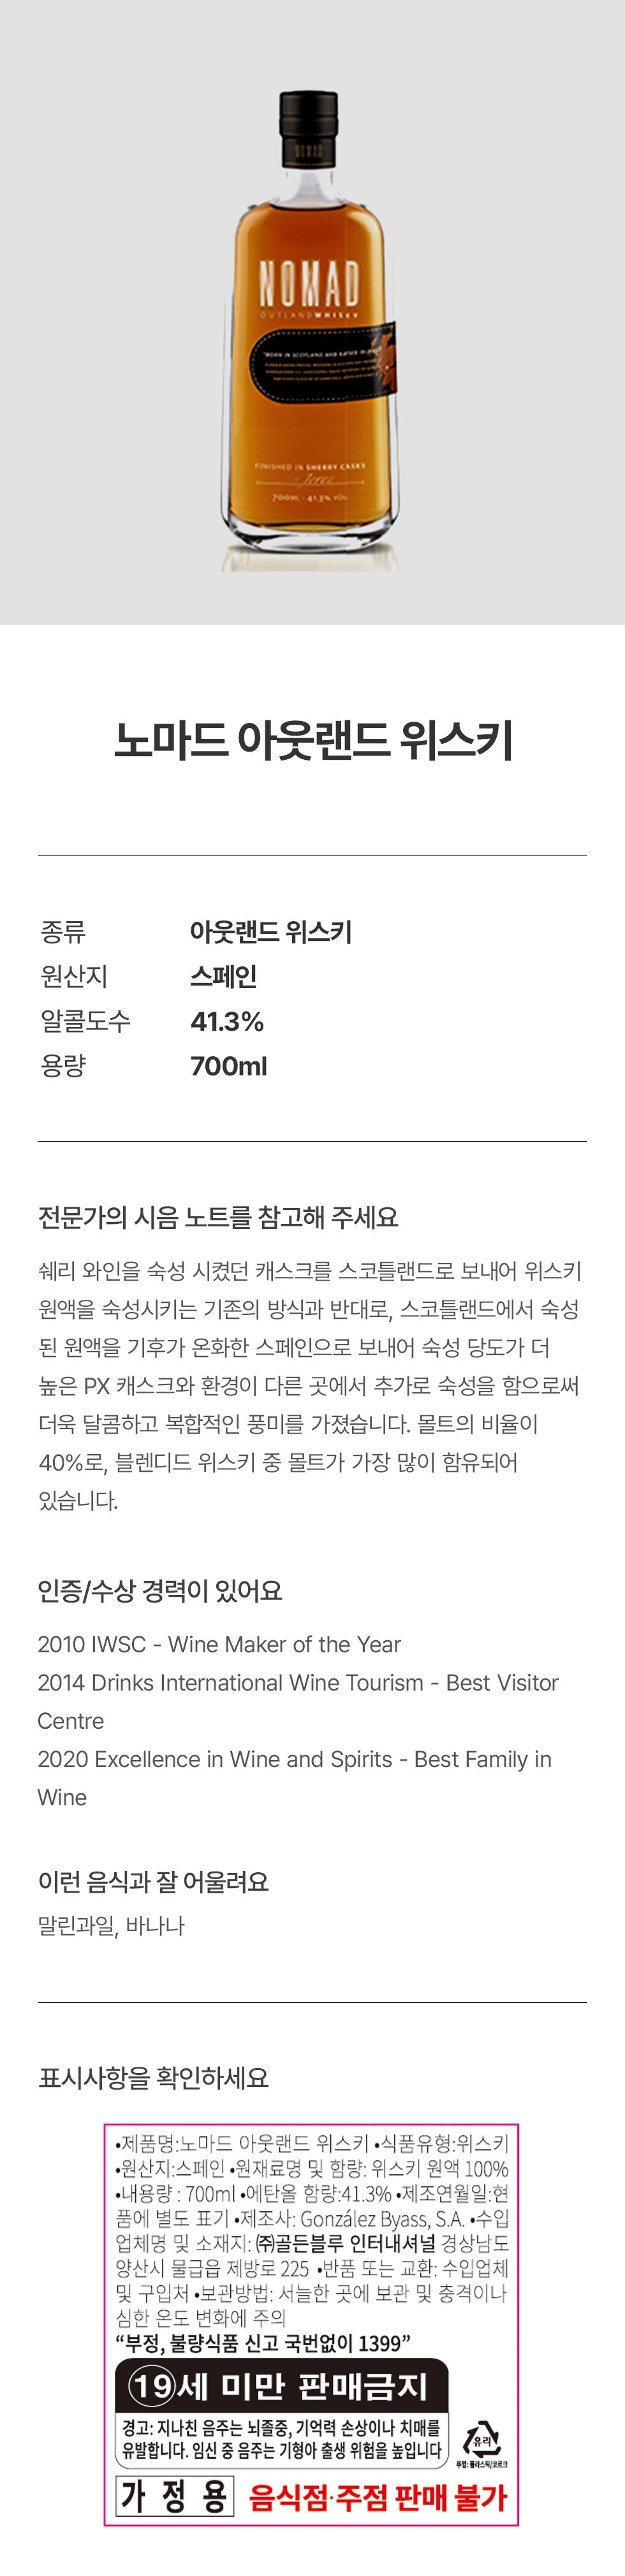 NOMAD
NOMAD
OUTLAND WHISKY
"BORN IN SCOTLAND AND RAISED IN JEREZ"
FINISHED IN SHERRY CASKS
in Jerez
700ML · 41,3% VOL
노마드 아웃랜드 위스키
종류 아웃랜드 위스키
원산지 스페인
알콜도수 41.3%
용량 700ml
전문가의 시음 노트를 참고해 주세요
쉐리 와인을 숙성 시켰던 캐스크를 스코틀랜드로 보내어 위스키
원액을 숙성시키는 기존의 방식과 반대로, 스코틀랜드에서 숙성
된 원액을 기후가 온화한 스페인으로 보내어 숙성 당도가 더
높은 PX 캐스크와 환경이 다른 곳에서 추가로 숙성을 함으로써
더욱 달콤하고 복합적인 풍미를 가졌습니다. 몰트의 비율이
40%로, 블렌디드 위스키 중 몰트가 가장 많이 함유되어
있습니다.
인증/수상 경력이 있어요
2010 IWSC - Wine Maker of the Year
2014 Drinks International Wine Tourism - Best Visitor
Centre
2020 Excellence in Wine and Spirits - Best Family in
Wine
이런 음식과 잘 어울려요
말린과일, 바나나
표시사항을 확인하세요
•제품명:노마드 아웃랜드 위스키 •식품유형:위스키
•원산지:스페인 •원재료명 및 함량: 위스키 원액 100%
•내용량 : 700ml •에탄올 함량:41.3% •제조연월일:현
품에 별도 표기 •제조사: González Byass, S.A. •수입
업체명 및 소재지: ㈜골든블루 인터내셔널 경상남도
양산시 물금읍 제방로 225 •반품 또는 교환: 수입업체
및 구입처 •보관방법: 서늘한 곳에 보관 및 충격이나
심한 온도 변화에 주의
“부정, 불량식품 신고 국번없이 1399”
19세 미만 판매금지
경고: 지나친 음주는 뇌졸중, 기억력 손상이나 치매를
유발합니다. 임신 중 음주는 기형아 출생 위험을 높입니다
유리
뚜껑: 플라스틱/코르크
가 정 용 음식점·주점 판매 불가